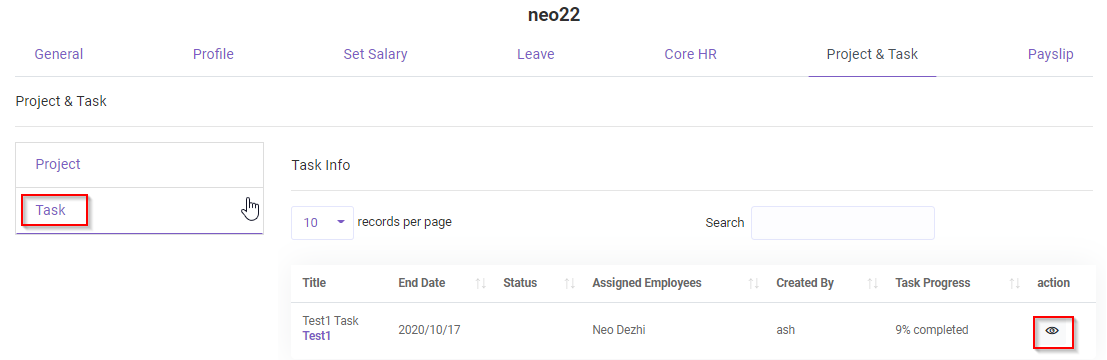 neo22
General Profile Set Salary Leave Core HR Project & Task Payslip
Project & Task
Project
Task
Task Info
10 records per page Search
Title End Date Status Assigned Employees Created By Task Progress action
Test1 Task
Test1 2020/10/17 Neo Dezhi ash 9% completed